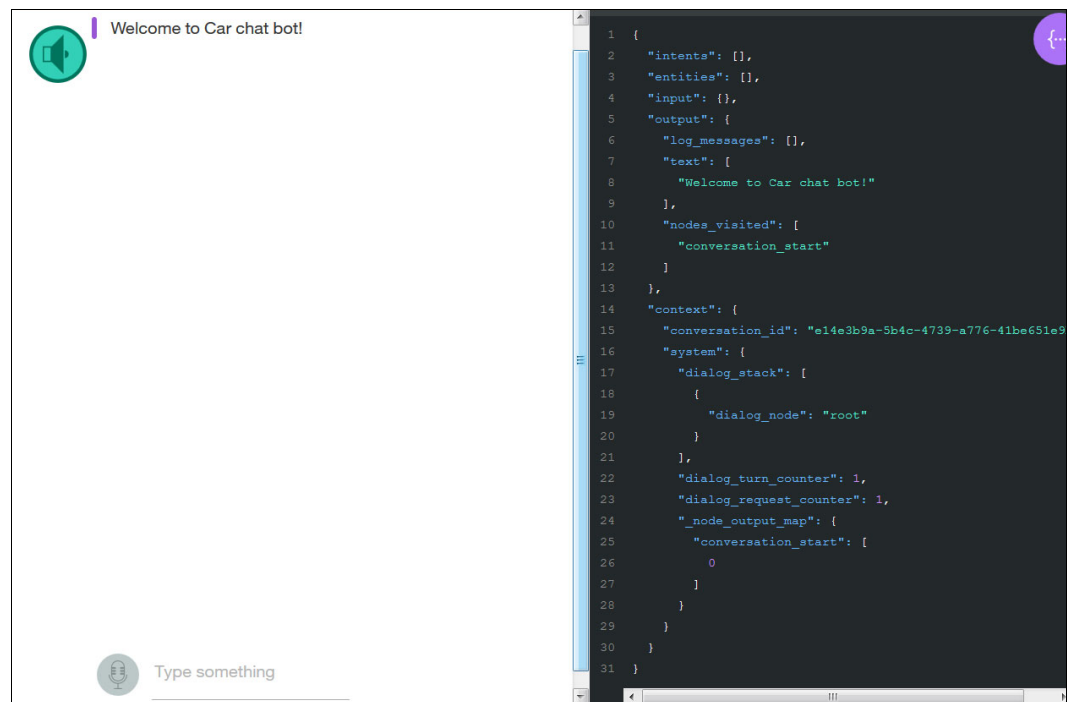 Welcome to Car chat bot!
Type something
1 {
2 "intents": [],
3 "entities": [],
4 "input": {},
5 "output": {
6 "log_messages": [],
7 "text": [
8 "Welcome to Car chat bot!"
9 ],
10 "nodes_visited": [
11 "conversation_start"
12 ]
13 },
14 "context": {
15 "conversation_id": "e14e3b9a-5b4c-4739-a776-41be651e9
16 "system": {
17 "dialog_stack": [
18 {
19 "dialog_node": "root"
20 }
21 ],
22 "dialog_turn_counter": 1,
23 "dialog_request_counter": 1,
24 "_node_output_map": {
25 "conversation_start": [
26 0
27 ]
28 }
29 }
30 }
31 }
{...